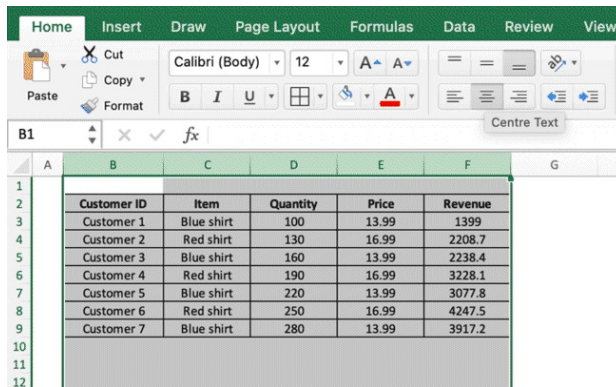 Home Insert Draw Page Layout Formulas Data Review View
Cut
Calibri (Body) 12 A A
Copy
Paste
Format
B I U A
Centre Text
B1 fx
A B C D E F G
1
2 Customer ID Item Quantity Price Revenue
3 Customer 1 Blue shirt 100 13.99 1399
4 Customer 2 Red shirt 130 16.99 2208.7
5 Customer 3 Blue shirt 160 13.99 2238.4
6 Customer 4 Red shirt 190 16.99 3228.1
7 Customer 5 Blue shirt 220 13.99 3077.8
8 Customer 6 Red shirt 250 16.99 4247.5
9 Customer 7 Blue shirt 280 13.99 3917.2
10
11
12